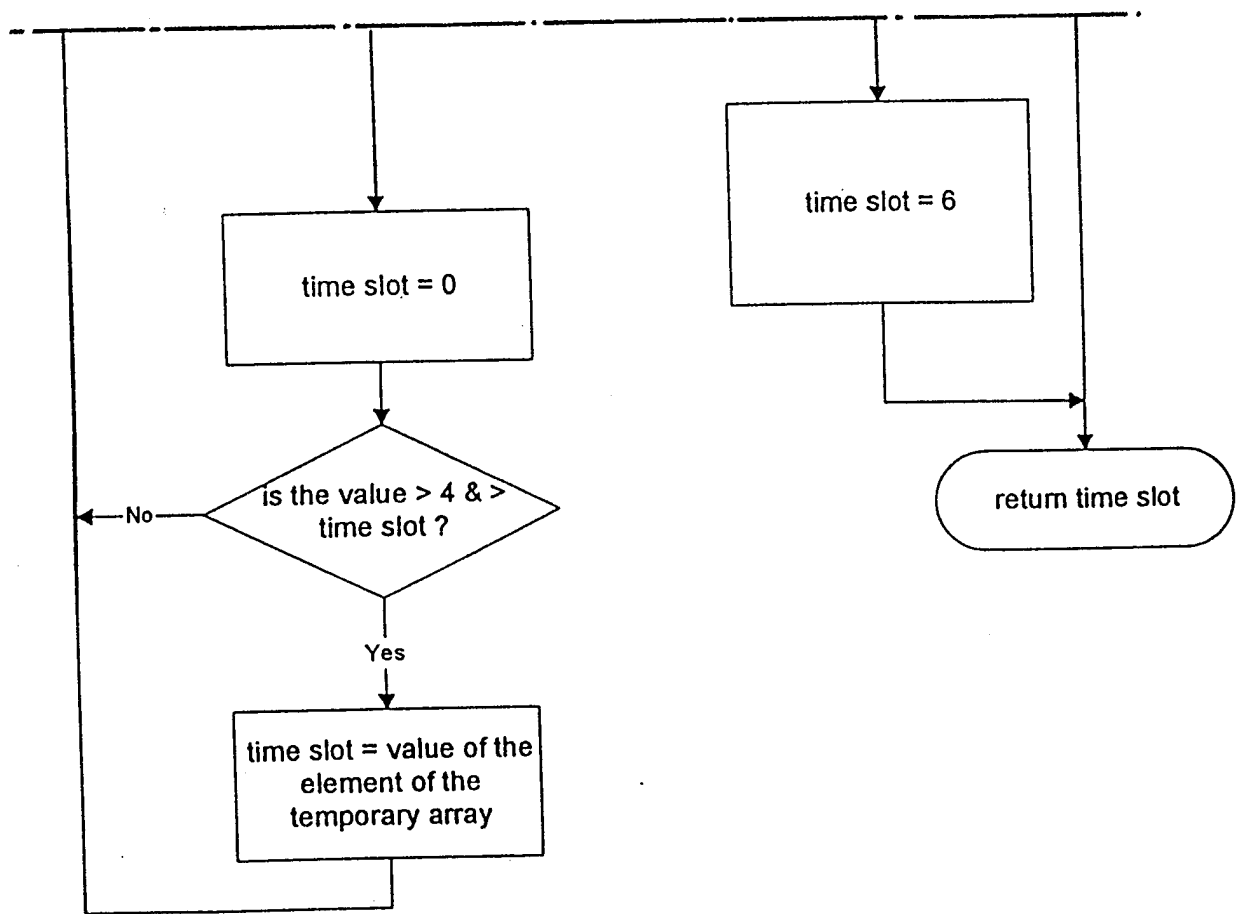 time slot = 6
time slot = 0
is the value > 4 & >
time slot ?
No
return time slot
Yes
time slot = value of the
element of the
temporary array